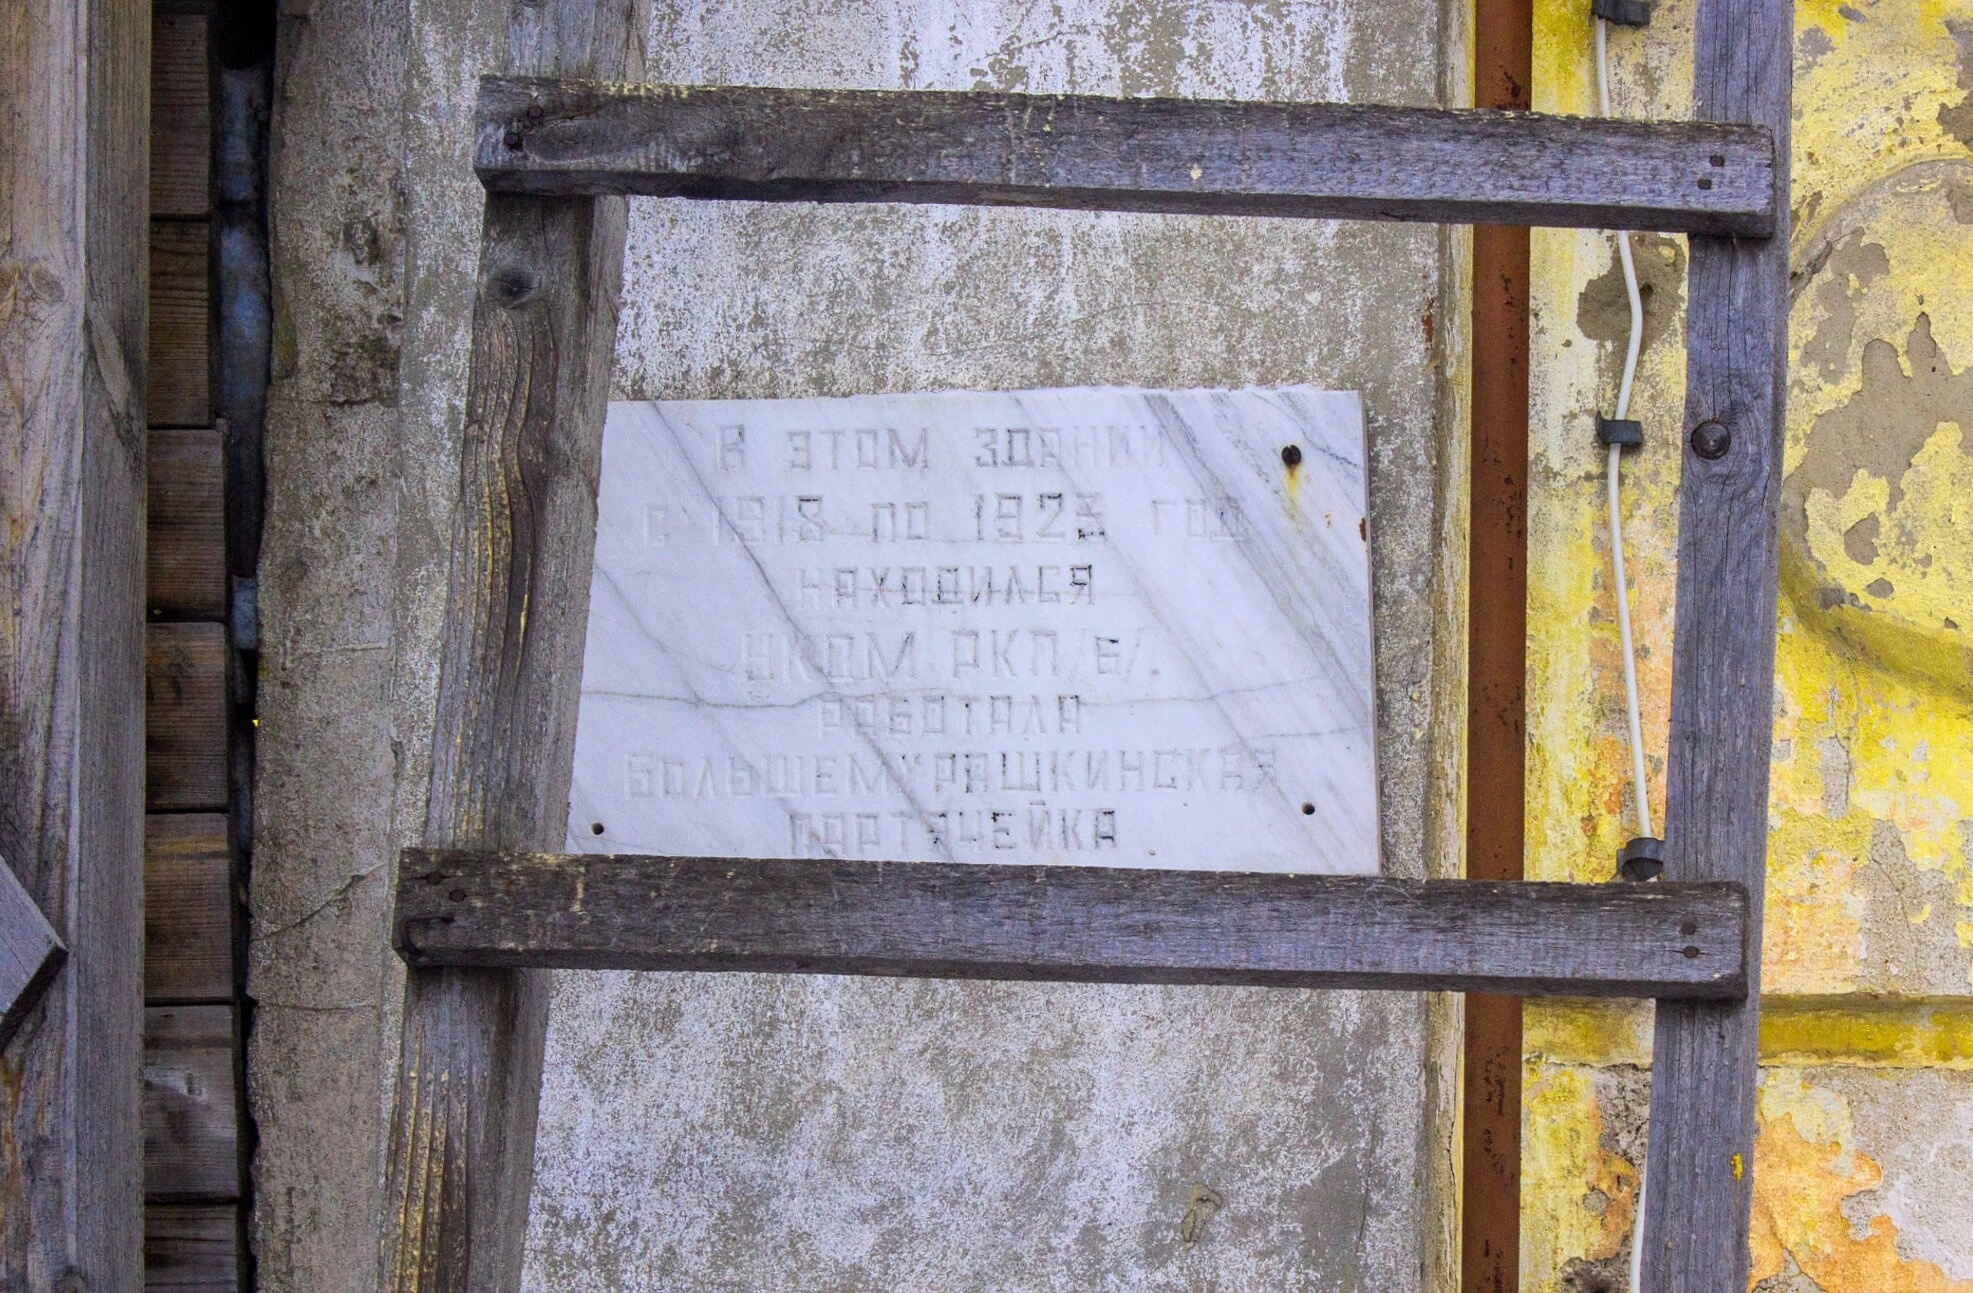 В ЭТОМ ЗДАНИИ
С 1918 ПО 1923 ГОД
НАХОДИЛСЯ
УКОМ РКП/Б/.
РАБОТАЛА
БОЛЬШЕМУРАШКИНСКАЯ
ПАРТЯЧЕЙКА